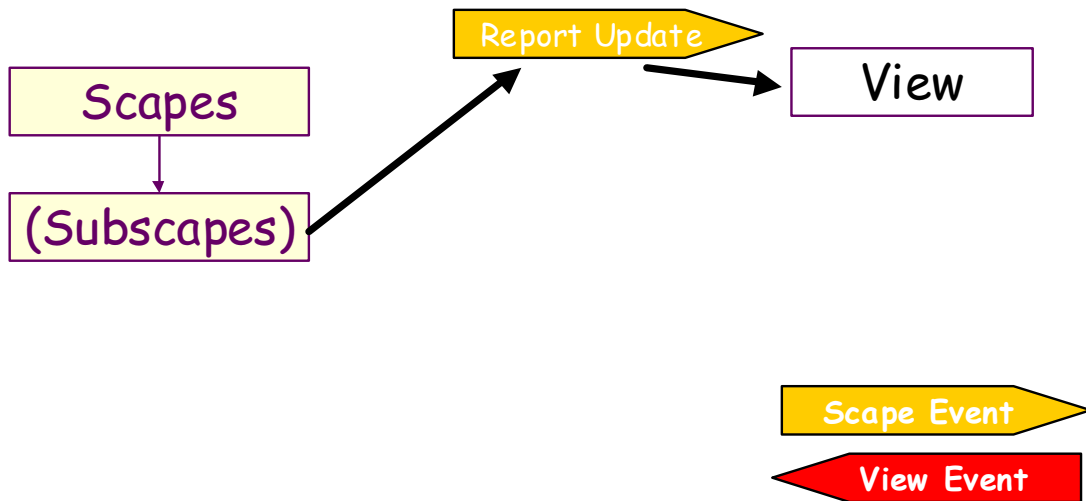 Report Update
View
Scapes
(Subscapes)
Scape Event
View Event